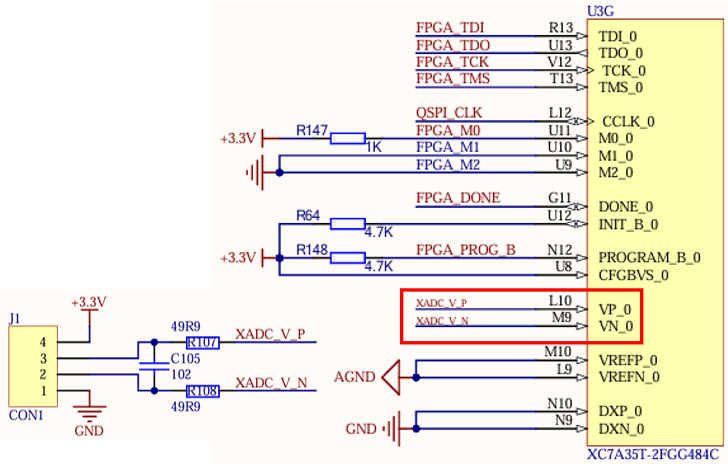 U3G
FPGA_TDI R13 TDI_0
FPGA_TDO U13 TDO_0
FPGA_TCK V12 TCK_0
FPGA_TMS T13 TMS_0
QSPI_CLK L12 CCLK_0
+3.3V R147 1K FPGA_M0 U11 M0_0
FPGA_M1 U10 M1_0
FPGA_M2 U9 M2_0
FPGA_DONE G11 DONE_0
R64 4.7K U12 INIT_B_0
+3.3V R148 4.7K FPGA_PROG_B N12 PROGRAM_B_0
U8 CFGBVS_0
XADC_V_P L10 VP_0
XADC_V_N M9 VN_0
M10 VREFP_0
AGND L9 VREFN_0
N10 DXP_0
GND N9 DXN_0
XC7A35T-2FGG484C
+3.3V
J1
4
3
2
1
CON1
GND
49R9
R107 XADC_V_P
C105
102
R108 XADC_V_N
49R9